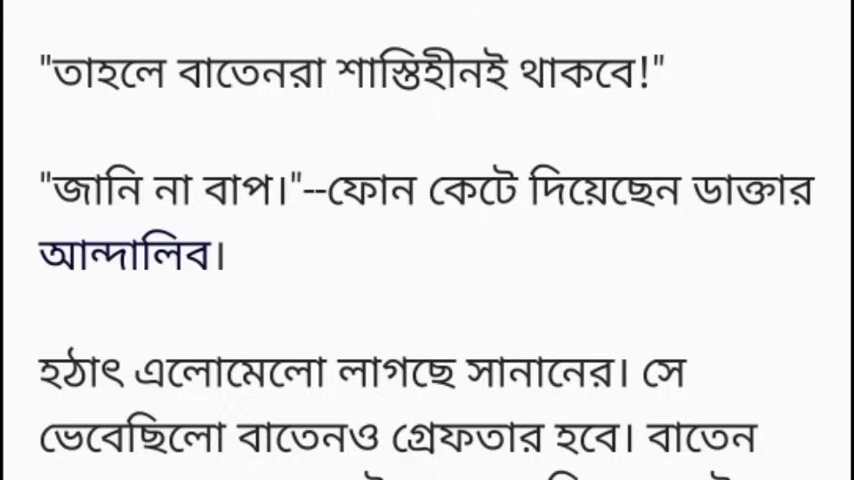 "তাহলে বাতেনরা শাস্তিহীনই থাকবে!"
"জানি না বাপ।"--ফোন কেটে দিয়েছেন ডাক্তার
আন্দালিব।
হঠাৎ এলোমেলো লাগছে সানানের। সে
ভেবেছিলো বাতেনও গ্রেফতার হবে। বাতেন